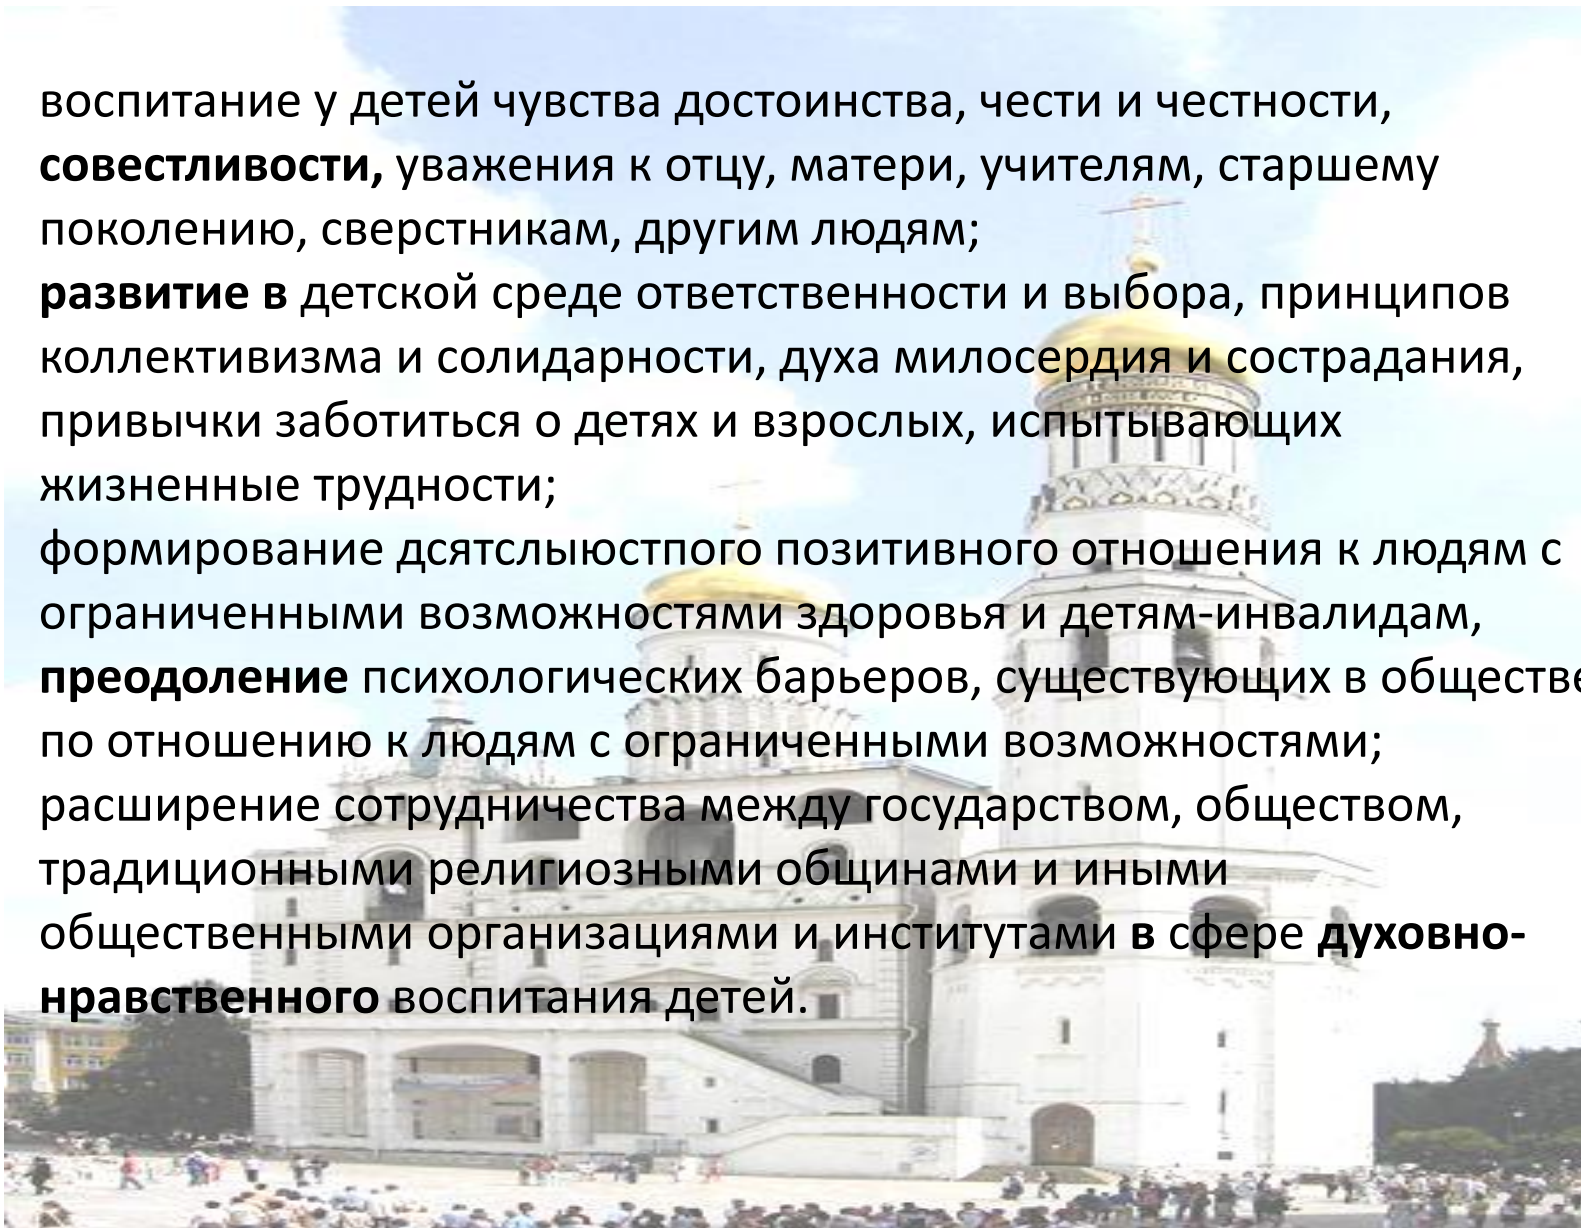 воспитание у детей чувства достоинства, чести и честности,
совестливости, уважения к отцу, матери, учителям, старшему
поколению, сверстникам, другим людям;
развитие в детской среде ответственности и выбора, принципов
коллективизма и солидарности, духа милосердия и сострадания,
привычки заботиться о детях и взрослых, испытывающих
жизненные трудности;
формирование дсятслыюстпого позитивного отношения к людям с
ограниченными возможностями здоровья и детям-инвалидам,
преодоление психологических барьеров, существующих в обществе
по отношению к людям с ограниченными возможностями;
расширение сотрудничества между государством, обществом,
традиционными религиозными общинами и иными
общественными организациями и институтами в сфере духовно-
нравственного воспитания детей.